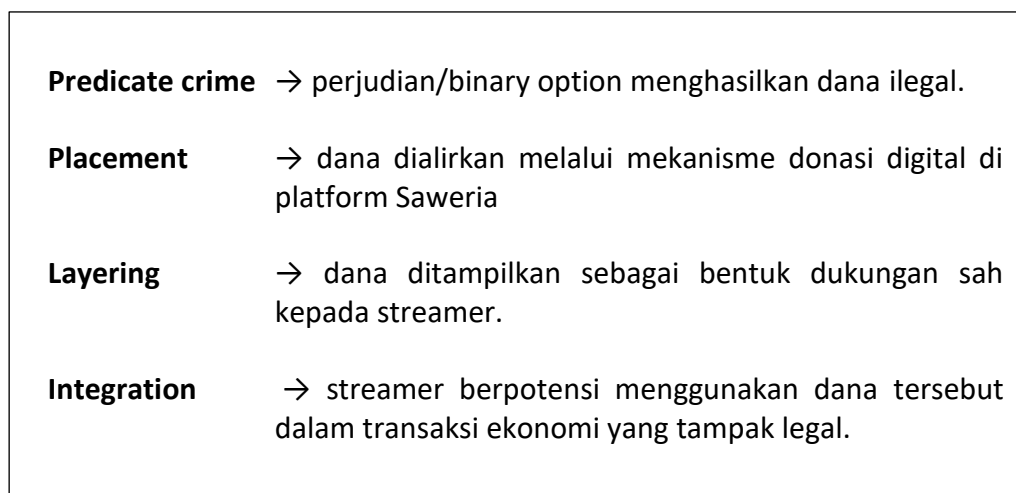 Predicate crime → perjudian/binary option menghasilkan dana ilegal.
Placement → dana dialirkan melalui mekanisme donasi digital di
platform Saweria
Layering → dana ditampilkan sebagai bentuk dukungan sah
kepada streamer.
Integration → streamer berpotensi menggunakan dana tersebut
dalam transaksi ekonomi yang tampak legal.